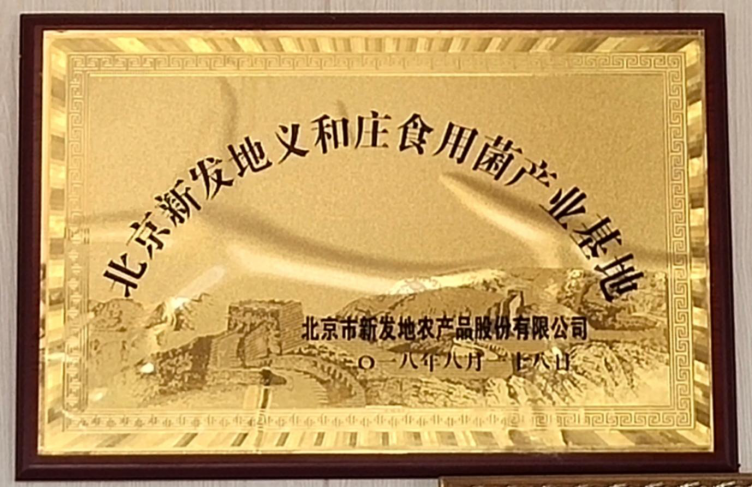 北京新发地义和庄食用菌产业基地
北京市新发地农产品股份有限公司
〇一八年八月 十八日